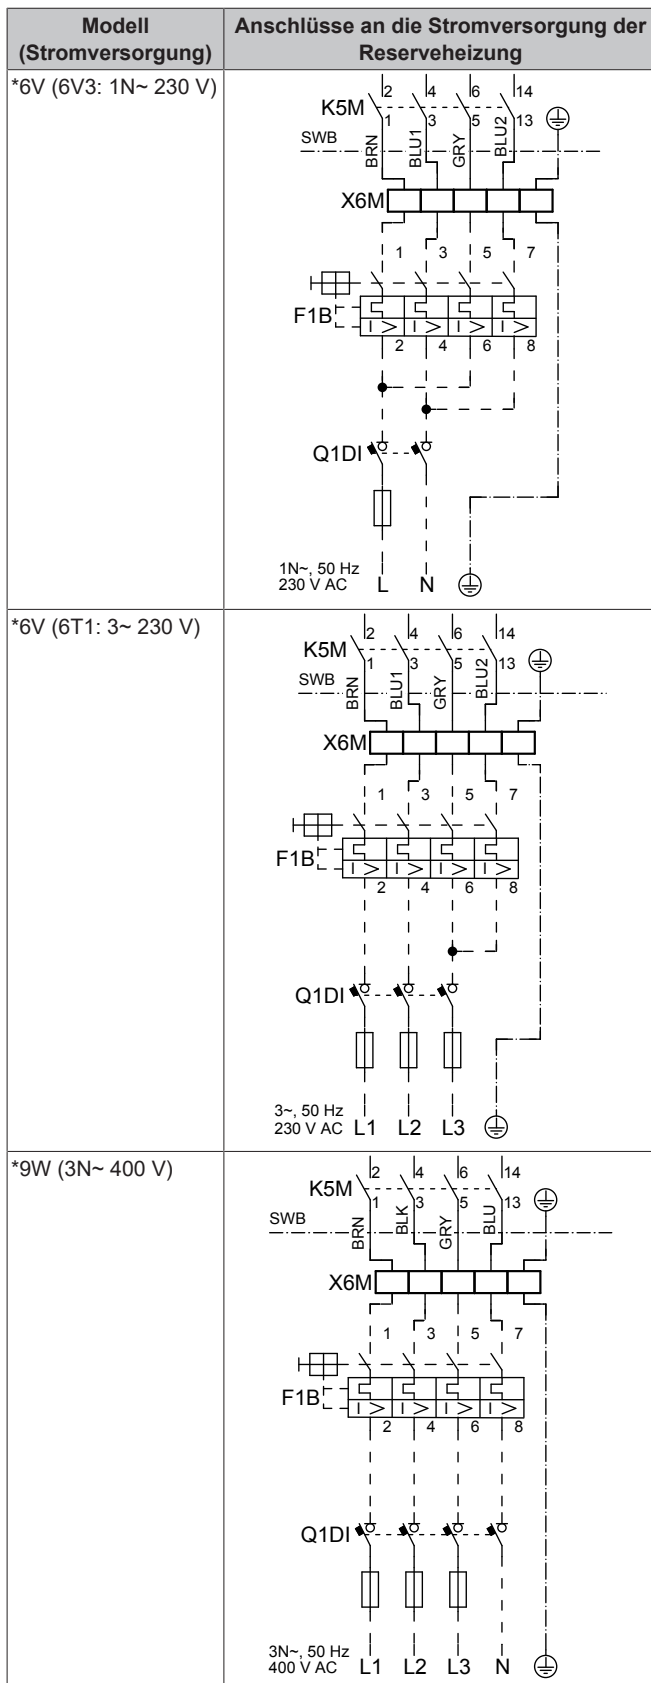 Modell
(Stromversorgung)
Anschlüsse an die Stromversorgung der
Reserveheizung
*6V (6V3: 1N~ 230 V)
2 4 6 14
K5M
1 3 5 13
SWB
BRN BLU1 GRY BLU2
X6M
1 3 5 7
F1B
I > I > I > I >
2 4 6 8
Q1DI
1N~, 50 Hz
230 V AC
L N
*6V (6T1: 3~ 230 V)
2 4 6 14
K5M
1 3 5 13
SWB
BRN BLU1 GRY BLU2
X6M
1 3 5 7
F1B
I > I > I > I >
2 4 6 8
Q1DI
3~, 50 Hz
230 V AC
L1 L2 L3
*9W (3N~ 400 V)
2 4 6 14
K5M
1 3 5 13
SWB
BRN BLK GRY BLU
X6M
1 3 5 7
F1B
I > I > I > I >
2 4 6 8
Q1DI
3N~, 50 Hz
400 V AC
L1 L2 L3 N